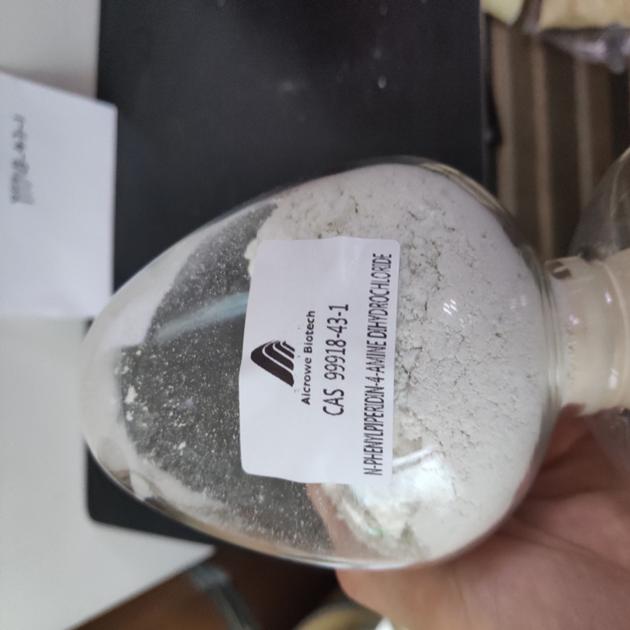 Aicrowe Biotech
CAS 99918-43-1
N-PHENYLPIPERIDIN-4-AMINE DIHYDROCHLORIDE